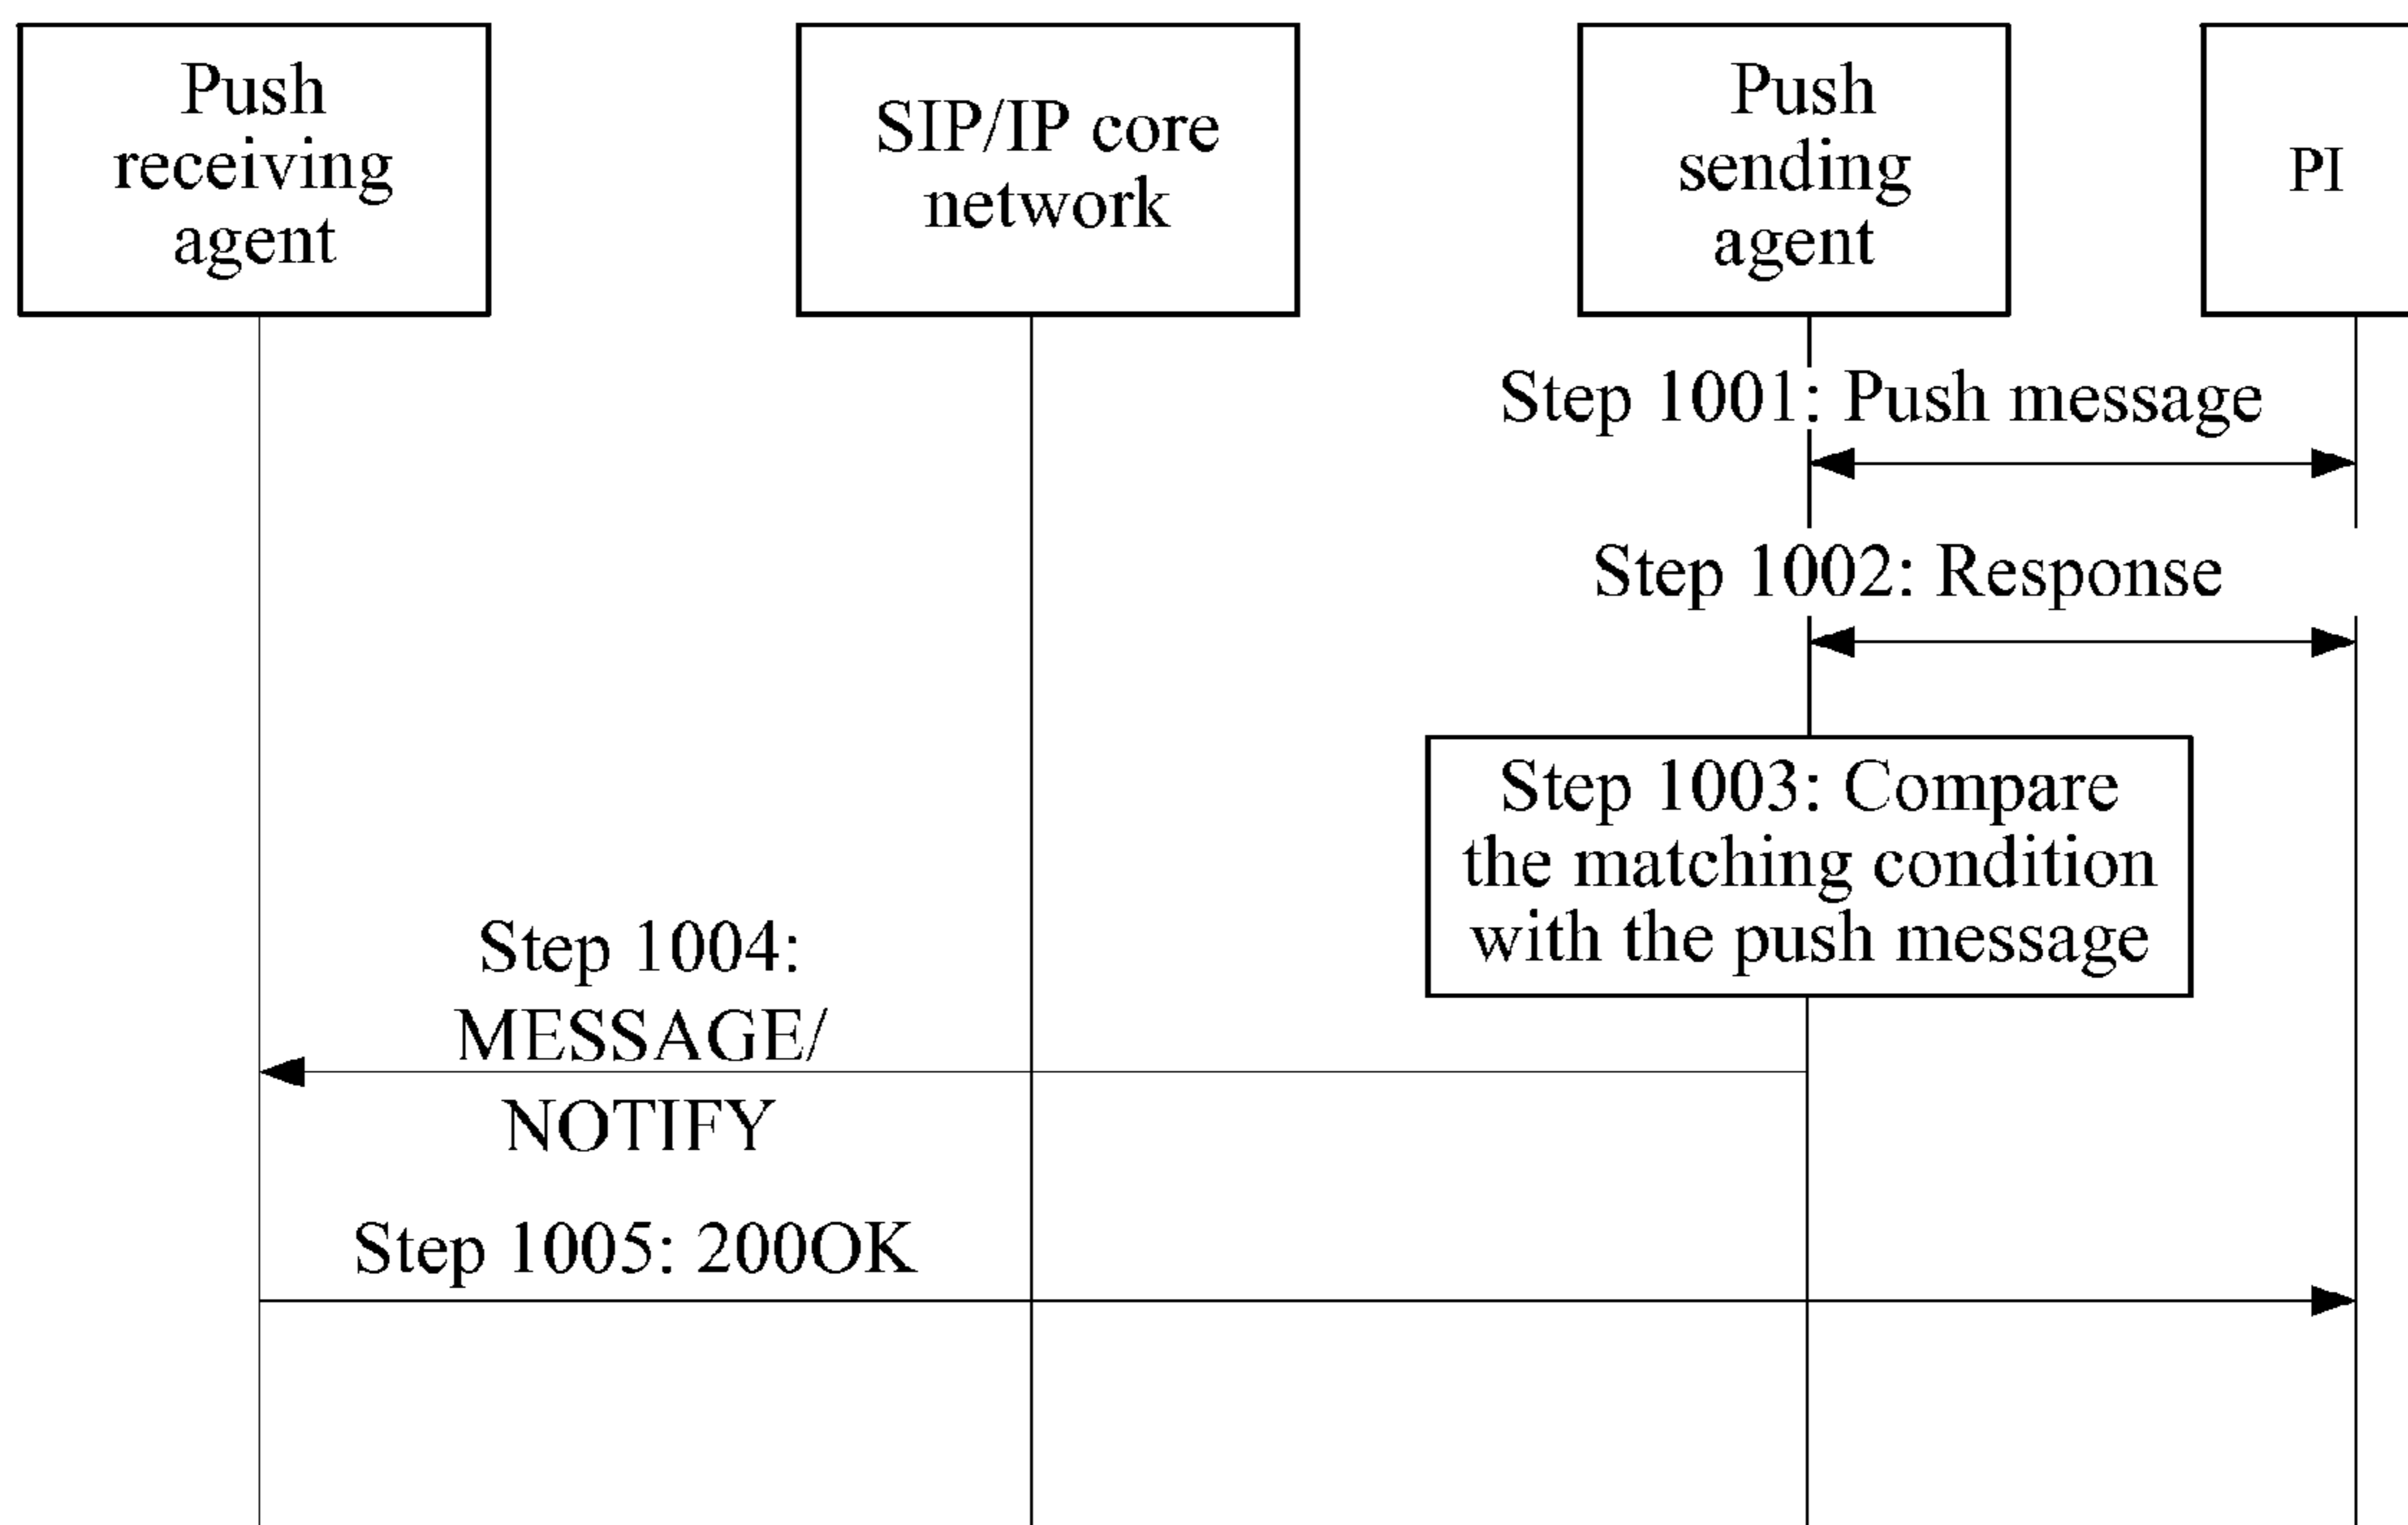 Push
receiving
agent
SIP/IP core
network
Push
sending
agent
PI
Step 1001: Push message
Step 1002: Response
Step 1003: Compare
the matching condition
with the push message
Step 1004:
MESSAGE/
NOTIFY
Step 1005: 200OK